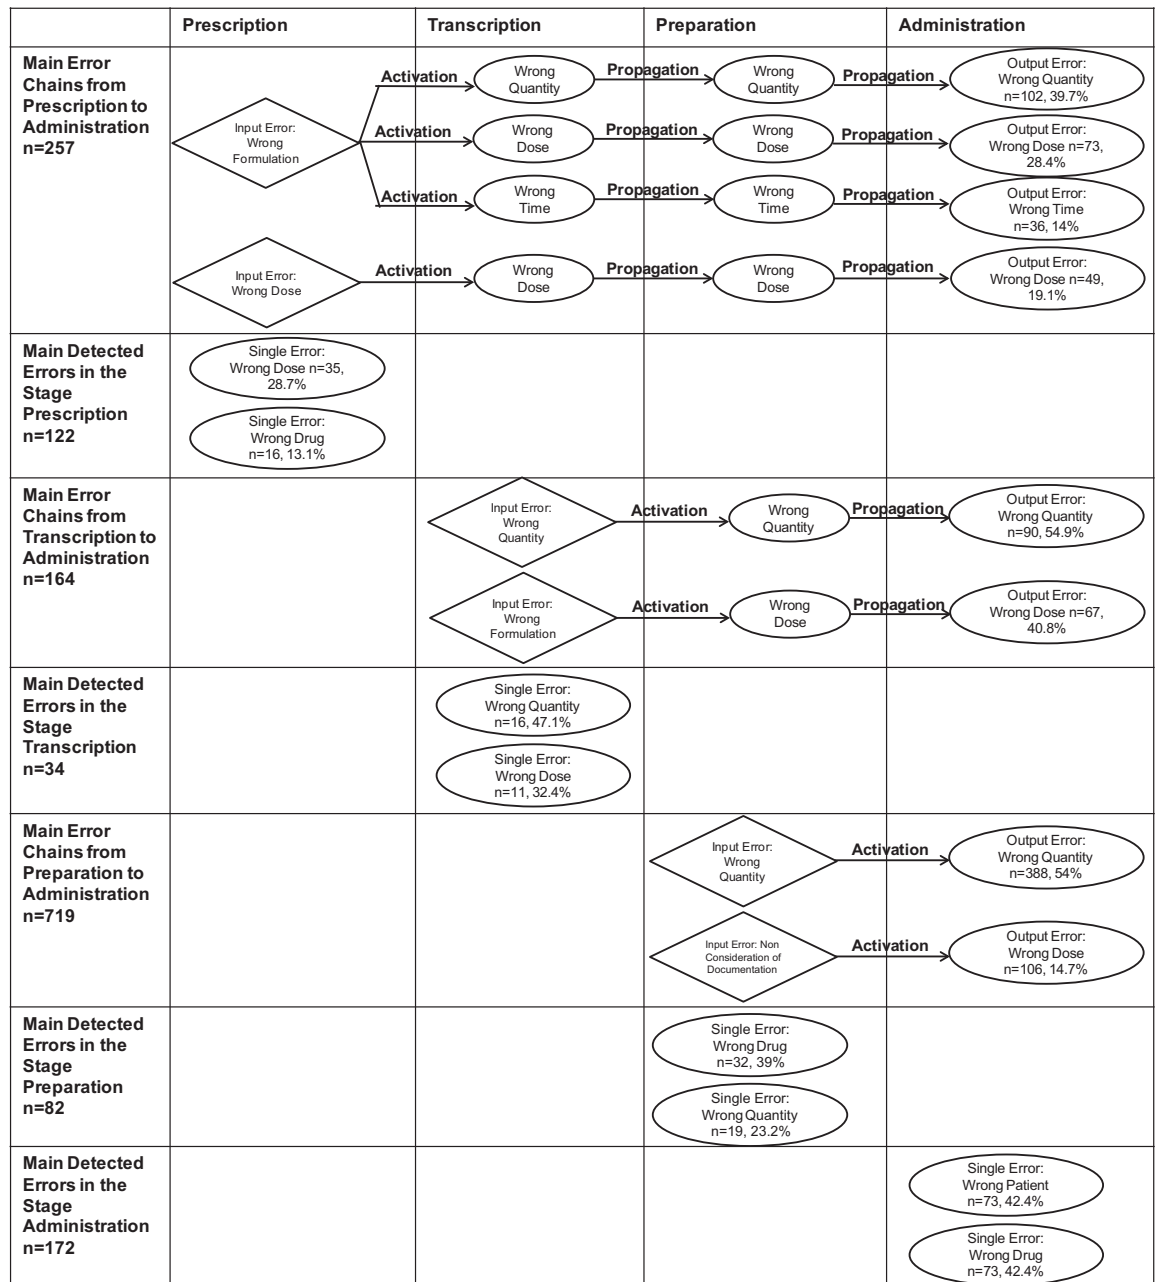 Prescription
Transcription
Preparation
Administration
Main Error
Chains from
Prescription to
Administration
n=257
Input Error:
Wrong
Formulation
Activation
Wrong
Quantity
Propagation
Wrong
Quantity
Propagation
Output Error:
Wrong Quantity
n=102, 39.7%
Activation
Wrong
Dose
Propagation
Wrong
Dose
Propagation
Output Error:
Wrong Dose n=73,
28.4%
Activation
Wrong
Time
Propagation
Wrong
Time
Propagation
Output Error:
Wrong Time
n=36, 14%
Input Error:
Wrong Dose
Activation
Wrong
Dose
Propagation
Wrong
Dose
Propagation
Output Error:
Wrong Dose n=49,
19.1%
Main Detected
Errors in the
Stage
Prescription
n=122
Single Error:
Wrong Dose n=35,
28.7%
Single Error:
Wrong Drug
n=16, 13.1%
Main Error
Chains from
Transcription to
Administration
n=164
Input Error:
Wrong
Quantity
Activation
Wrong
Quantity
Propagation
Output Error:
Wrong Quantity
n=90, 54.9%
Input Error:
Wrong
Formulation
Activation
Wrong
Dose
Propagation
Output Error:
Wrong Dose n=67,
40.8%
Main Detected
Errors in the
Stage
Transcription
n=34
Single Error:
Wrong Quantity
n=16, 47.1%
Single Error:
Wrong Dose
n=11, 32.4%
Main Error
Chains from
Preparation to
Administration
n=719
Input Error:
Wrong
Quantity
Activation
Output Error:
Wrong Quantity
n=388, 54%
Input Error: Non
Consideration of
Documentation
Activation
Output Error:
Wrong Dose
n=106, 14.7%
Main Detected
Errors in the
Stage
Preparation
n=82
Single Error:
Wrong Drug
n=32, 39%
Single Error:
Wrong Quantity
n=19, 23.2%
Main Detected
Errors in the
Stage
Administration
n=172
Single Error:
Wrong Patient
n=73, 42.4%
Single Error:
Wrong Drug
n=73, 42.4%